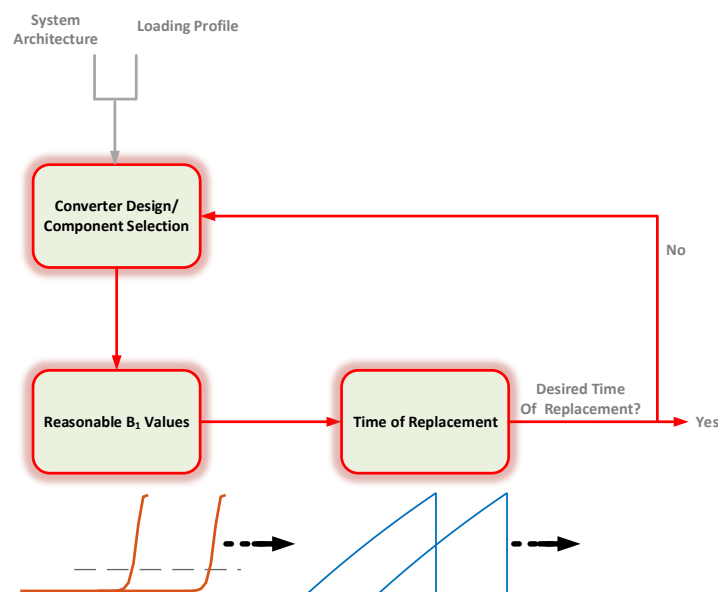 System
Architecture
Loading Profile
Converter Design/
Component Selection
No
Reasonable B₁ Values
Time of Replacement
Desired Time
Of Replacement?
Yes